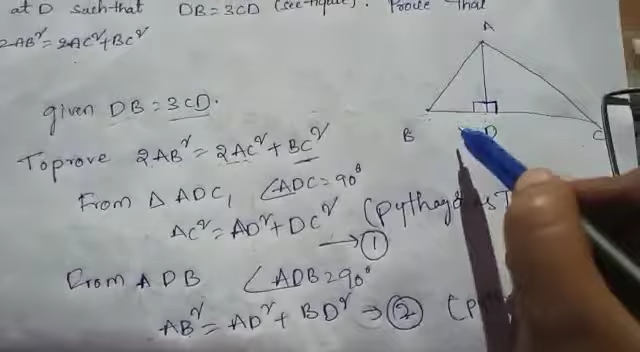 at D such that DB = 3CD (see figure). Prove that
2AB² = 2AC² + BC²
A
B
D
C
given DB = 3CD.
To prove 2AB² = 2AC² + BC²
From △ ADC, ∠ADC = 90°
AC² = AD² + DC² (pythago
→ ①
From ADB ∠ADB = 90°
AB² = AD² + BD² → ② (